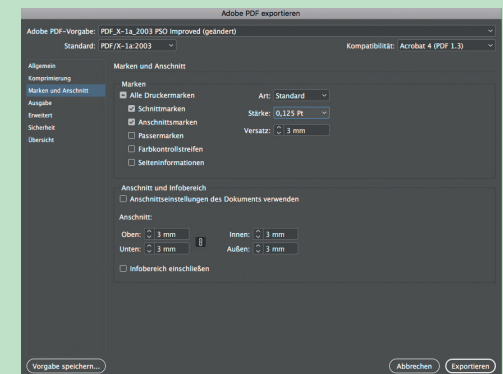 Adobe PDF exportieren
Adobe PDF-Vorgabe: PDF_X-1a_2003 PSO Improved (geändert)
Standard: PDF/X-1a:2003 Kompatibilität: Acrobat 4 (PDF 1.3)
Allgemein
Komprimierung
Marken und Anschnitt
Ausgabe
Erweitert
Sicherheit
Übersicht
Marken und Anschnitt
Marken
Alle Druckermarken Art: Standard
Schnittmarken Stärke: 0,125 Pt
Anschnittsmarken Versatz: 3 mm
Passermarken
Farbkontrollstreifen
Seiteninformationen
Anschnitt und Infobereich
Anschnittseinstellungen des Dokuments verwenden
Anschnitt:
Oben: 3 mm Innen: 3 mm
Unten: 3 mm Außen: 3 mm
Infobereich einschließen
Vorgabe speichern... Abbrechen Exportieren